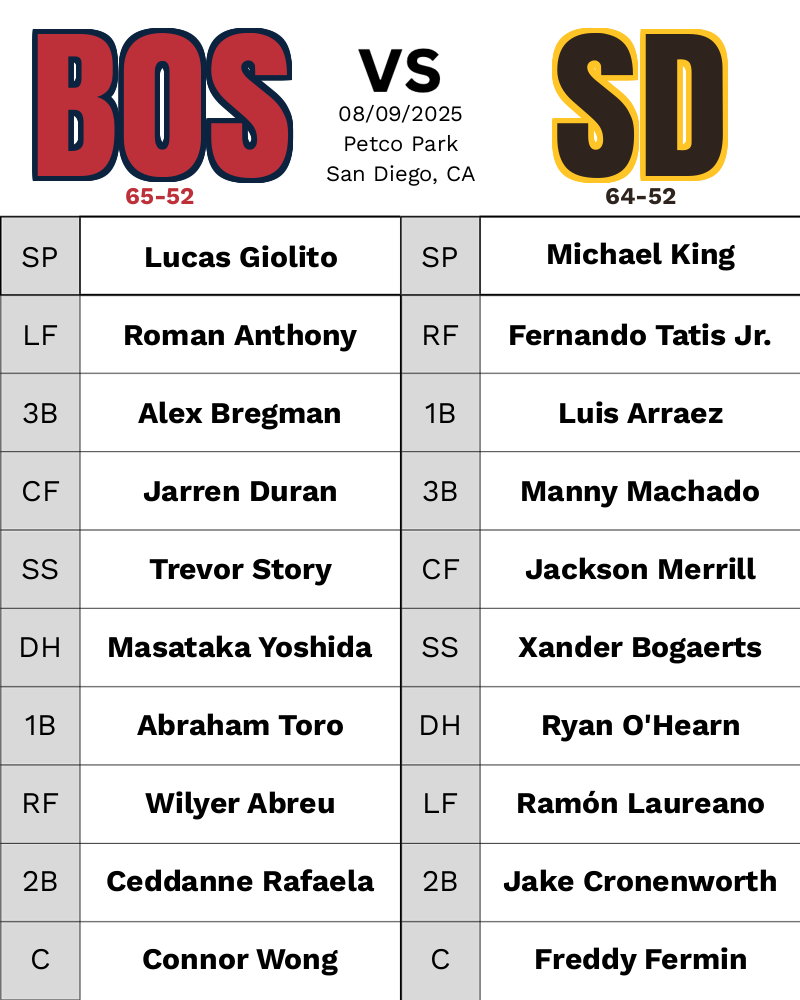 BOS VS SD
08/09/2025
Petco Park
San Diego, CA
65-52 64-52
SP Lucas Giolito SP Michael King
LF Roman Anthony RF Fernando Tatis Jr.
3B Alex Bregman 1B Luis Arraez
CF Jarren Duran 3B Manny Machado
SS Trevor Story CF Jackson Merrill
DH Masataka Yoshida SS Xander Bogaerts
1B Abraham Toro DH Ryan O'Hearn
RF Wilyer Abreu LF Ramón Laureano
2B Ceddanne Rafaela 2B Jake Cronenworth
C Connor Wong C Freddy Fermin